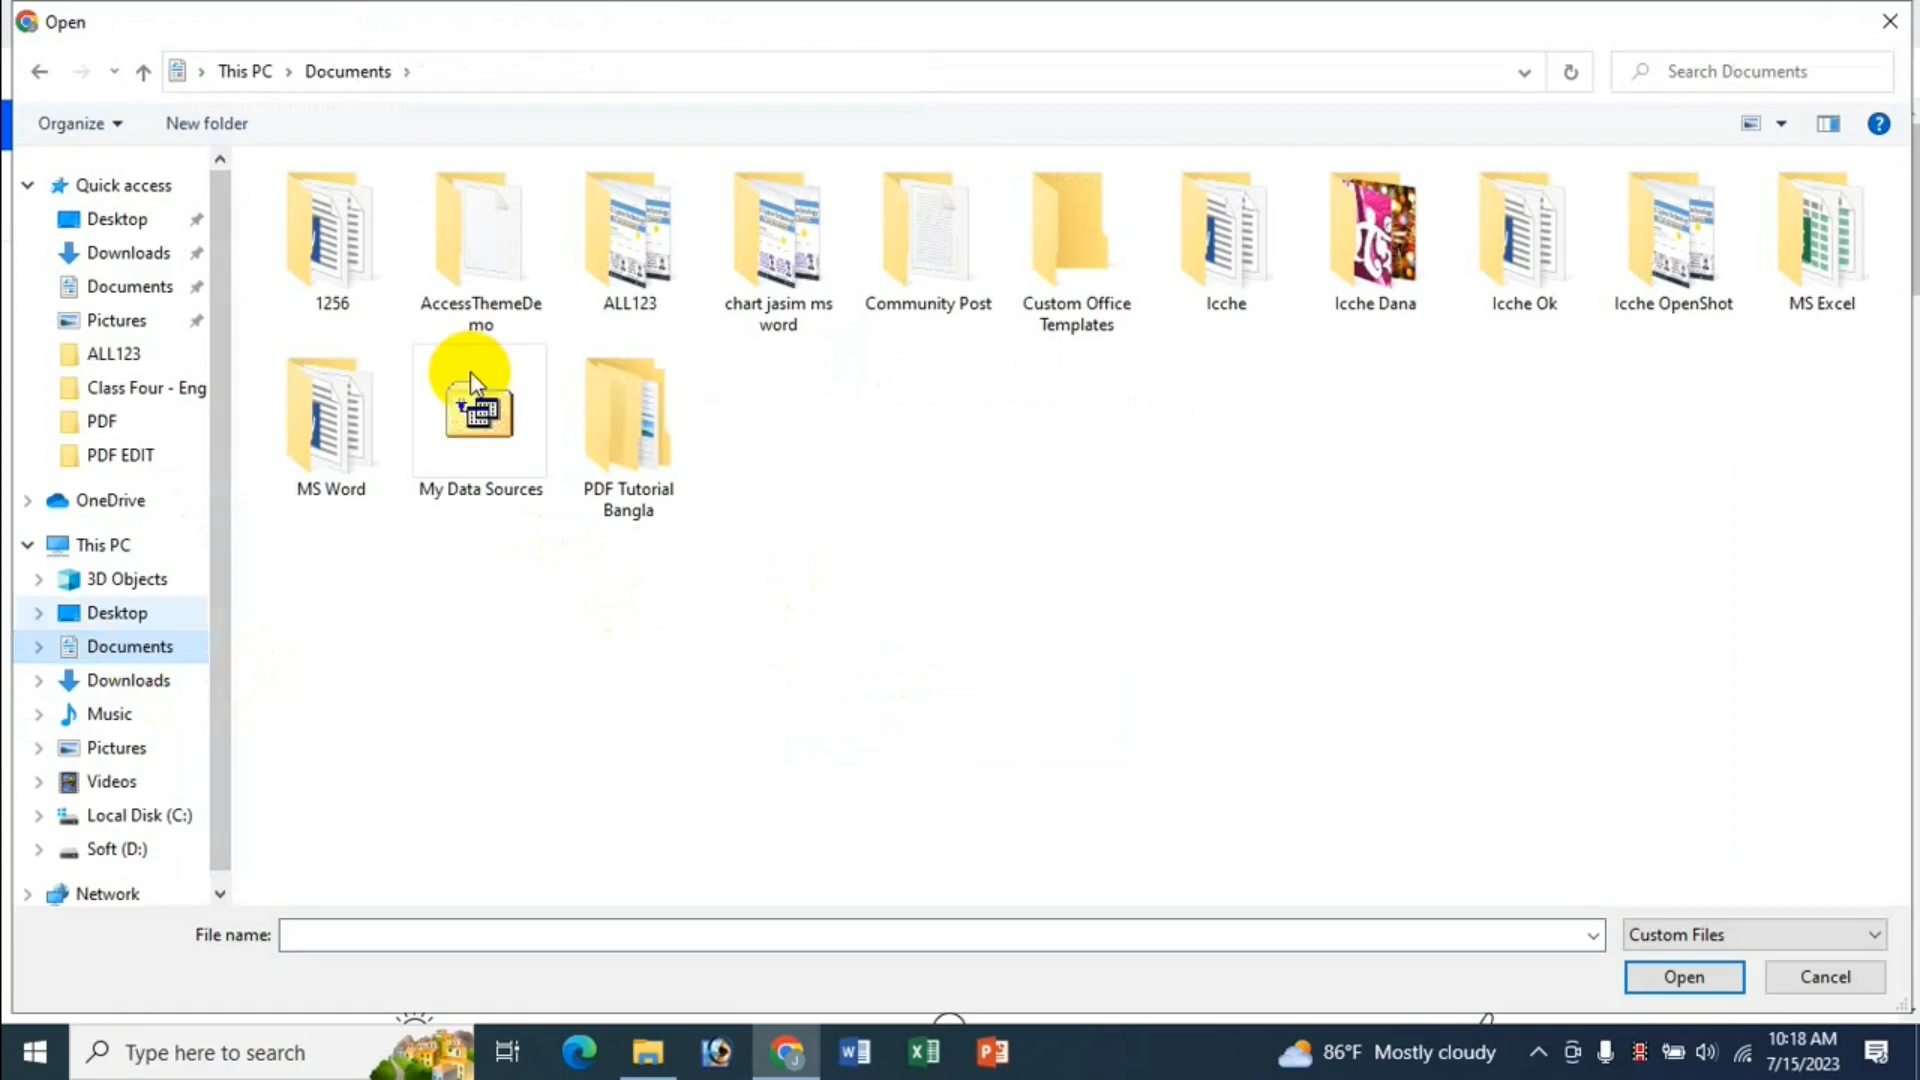 Open
This PC
Documents
Search Documents
Organize
New folder
Quick access
Desktop
Downloads
Documents
Pictures
ALL123
Class Four - Eng
PDF
PDF EDIT
OneDrive
This PC
3D Objects
Desktop
Documents
Downloads
Music
Pictures
Videos
Local Disk (C:)
Soft (D:)
Network
1256
AccessThemeDe
mo
ALL123
chart jasim ms
word
Community Post
Custom Office
Templates
Icche
Icche Dana
Icche Ok
Icche OpenShot
MS Excel
MS Word
My Data Sources
PDF Tutorial
Bangla
File name:
Custom Files
Open
Cancel
Type here to search
86°F Mostly cloudy
10:18 AM
7/15/2023